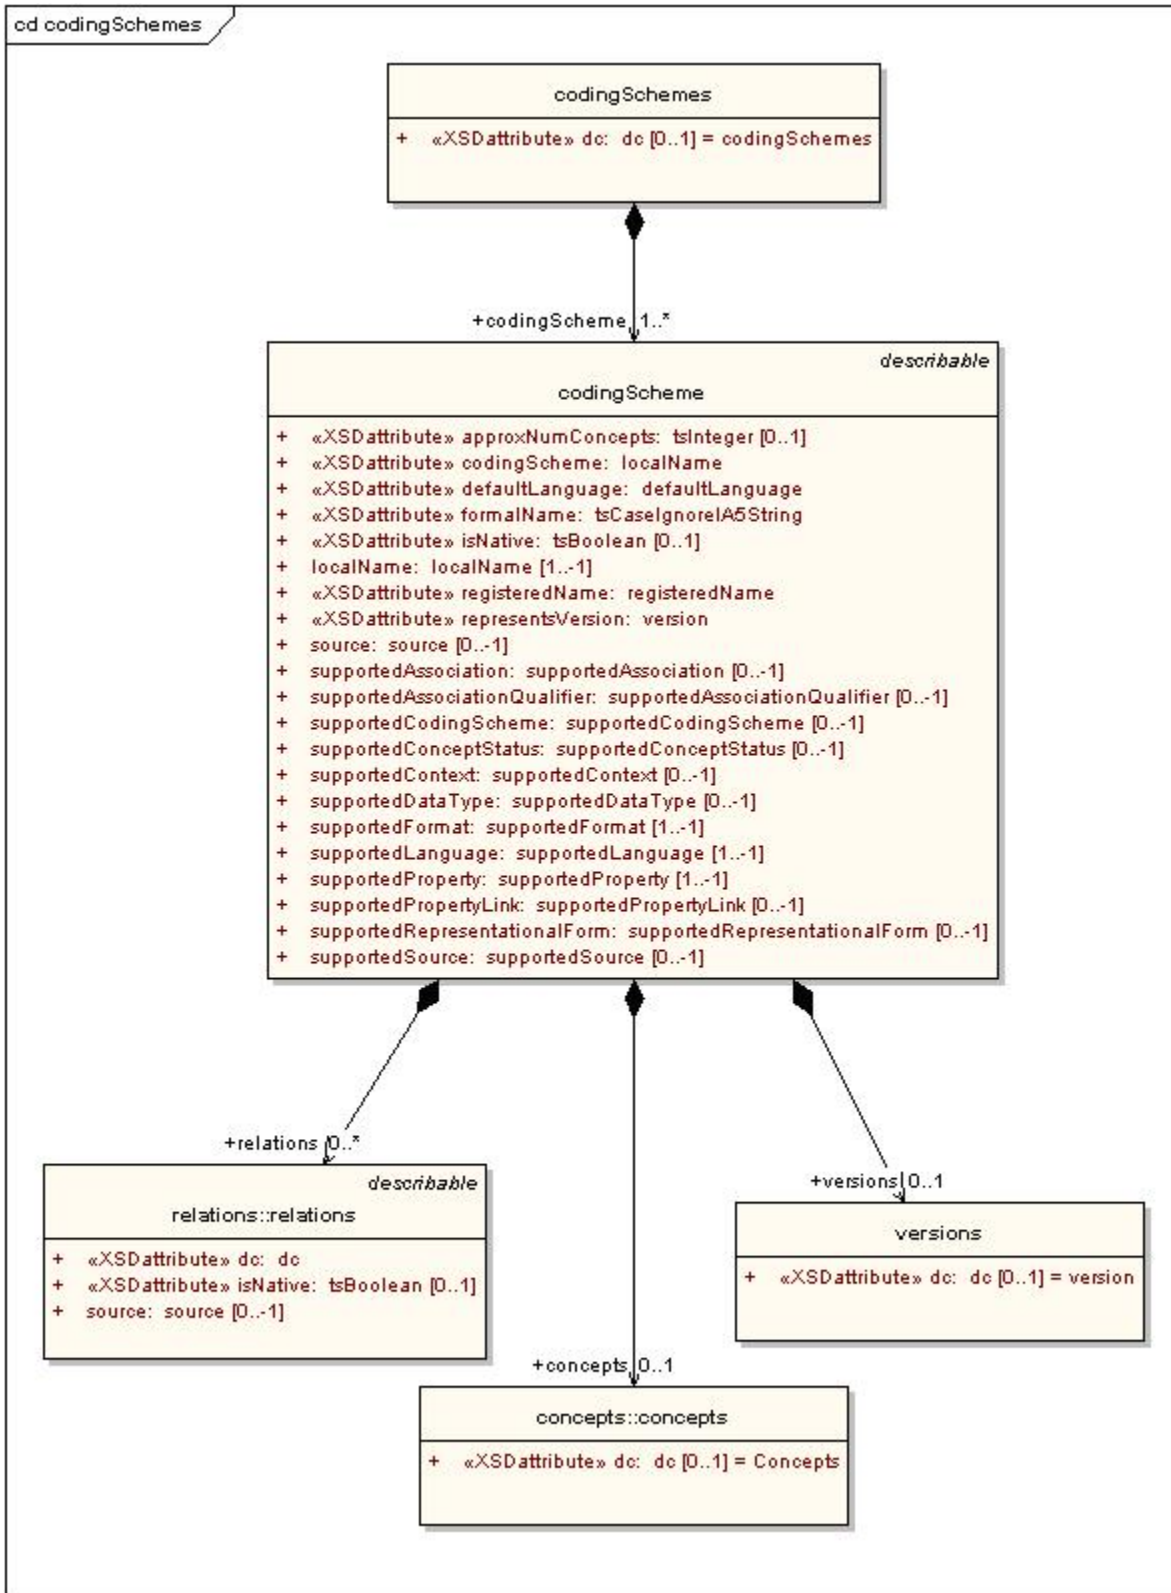 cd codingSchemes
codingSchemes
+ «XSDattribute» dc: dc [0..1] = codingSchemes
+codingScheme 1..*
describable
codingScheme
+ «XSDattribute» approxNumConcepts: tsInteger [0..1]
+ «XSDattribute» codingScheme: localName
+ «XSDattribute» defaultLanguage: defaultLanguage
+ «XSDattribute» formalName: tsCaseIgnoreIA5String
+ «XSDattribute» isNative: tsBoolean [0..1]
+ localName: localName [1..-1]
+ «XSDattribute» registeredName: registeredName
+ «XSDattribute» representsVersion: version
+ source: source [0..-1]
+ supportedAssociation: supportedAssociation [0..-1]
+ supportedAssociationQualifier: supportedAssociationQualifier [0..-1]
+ supportedCodingScheme: supportedCodingScheme [0..-1]
+ supportedConceptStatus: supportedConceptStatus [0..-1]
+ supportedContext: supportedContext [0..-1]
+ supportedDataType: supportedDataType [0..-1]
+ supportedFormat: supportedFormat [1..-1]
+ supportedLanguage: supportedLanguage [1..-1]
+ supportedProperty: supportedProperty [1..-1]
+ supportedPropertyLink: supportedPropertyLink [0..-1]
+ supportedRepresentationalForm: supportedRepresentationalForm [0..-1]
+ supportedSource: supportedSource [0..-1]
+relations 0..*
describable
relations::relations
+ «XSDattribute» dc: dc
+ «XSDattribute» isNative: tsBoolean [0..1]
+ source: source [0..-1]
+versions 0..1
versions
+ «XSDattribute» dc: dc [0..1] = version
+concepts 0..1
concepts::concepts
+ «XSDattribute» dc: dc [0..1] = Concepts